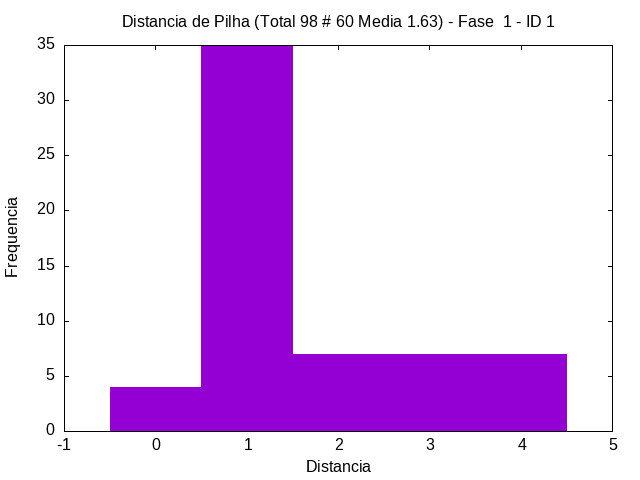 Distancia de Pilha (Total 98 # 60 Media 1.63) - Fase  1 - ID 1
35
30
25
20
15
10
5
0
Frequencia
-1 0 1 2 3 4 5
Distancia